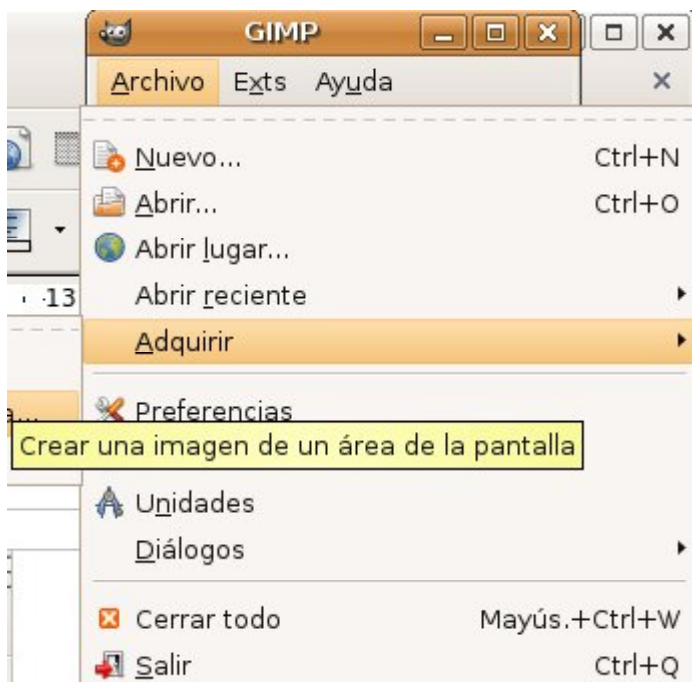 GIMP
Archivo Exts Ayuda
Nuevo... Ctrl+N
Abrir... Ctrl+O
Abrir lugar...
13
Abrir reciente
Adquirir
Preferencias
Crear una imagen de un área de la pantalla
Unidades
Diálogos
Cerrar todo Mayús.+Ctrl+W
Salir Ctrl+Q